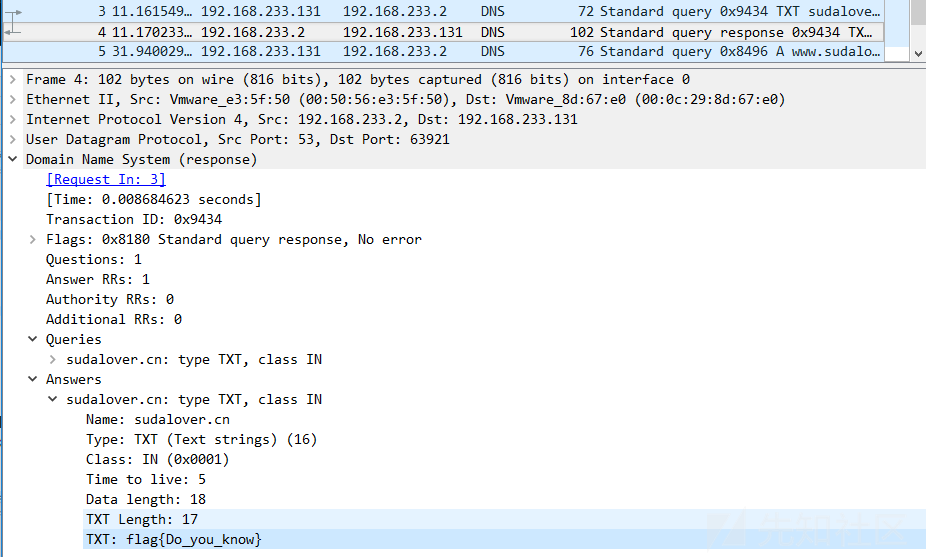 3 11.161549… 192.168.233.131 192.168.233.2 DNS 72 Standard query 0x9434 TXT sudalove…
4 11.170233… 192.168.233.2 192.168.233.131 DNS 102 Standard query response 0x9434 TX…
5 31.940029… 192.168.233.131 192.168.233.2 DNS 76 Standard query 0x8496 A www.sudalo…
Frame 4: 102 bytes on wire (816 bits), 102 bytes captured (816 bits) on interface 0
Ethernet II, Src: Vmware_e3:5f:50 (00:50:56:e3:5f:50), Dst: Vmware_8d:67:e0 (00:0c:29:8d:67:e0)
Internet Protocol Version 4, Src: 192.168.233.2, Dst: 192.168.233.131
User Datagram Protocol, Src Port: 53, Dst Port: 63921
Domain Name System (response)
[Request In: 3]
[Time: 0.008684623 seconds]
Transaction ID: 0x9434
Flags: 0x8180 Standard query response, No error
Questions: 1
Answer RRs: 1
Authority RRs: 0
Additional RRs: 0
Queries
sudalover.cn: type TXT, class IN
Answers
sudalover.cn: type TXT, class IN
Name: sudalover.cn
Type: TXT (Text strings) (16)
Class: IN (0x0001)
Time to live: 5
Data length: 18
TXT Length: 17
TXT: flag{Do_you_know}